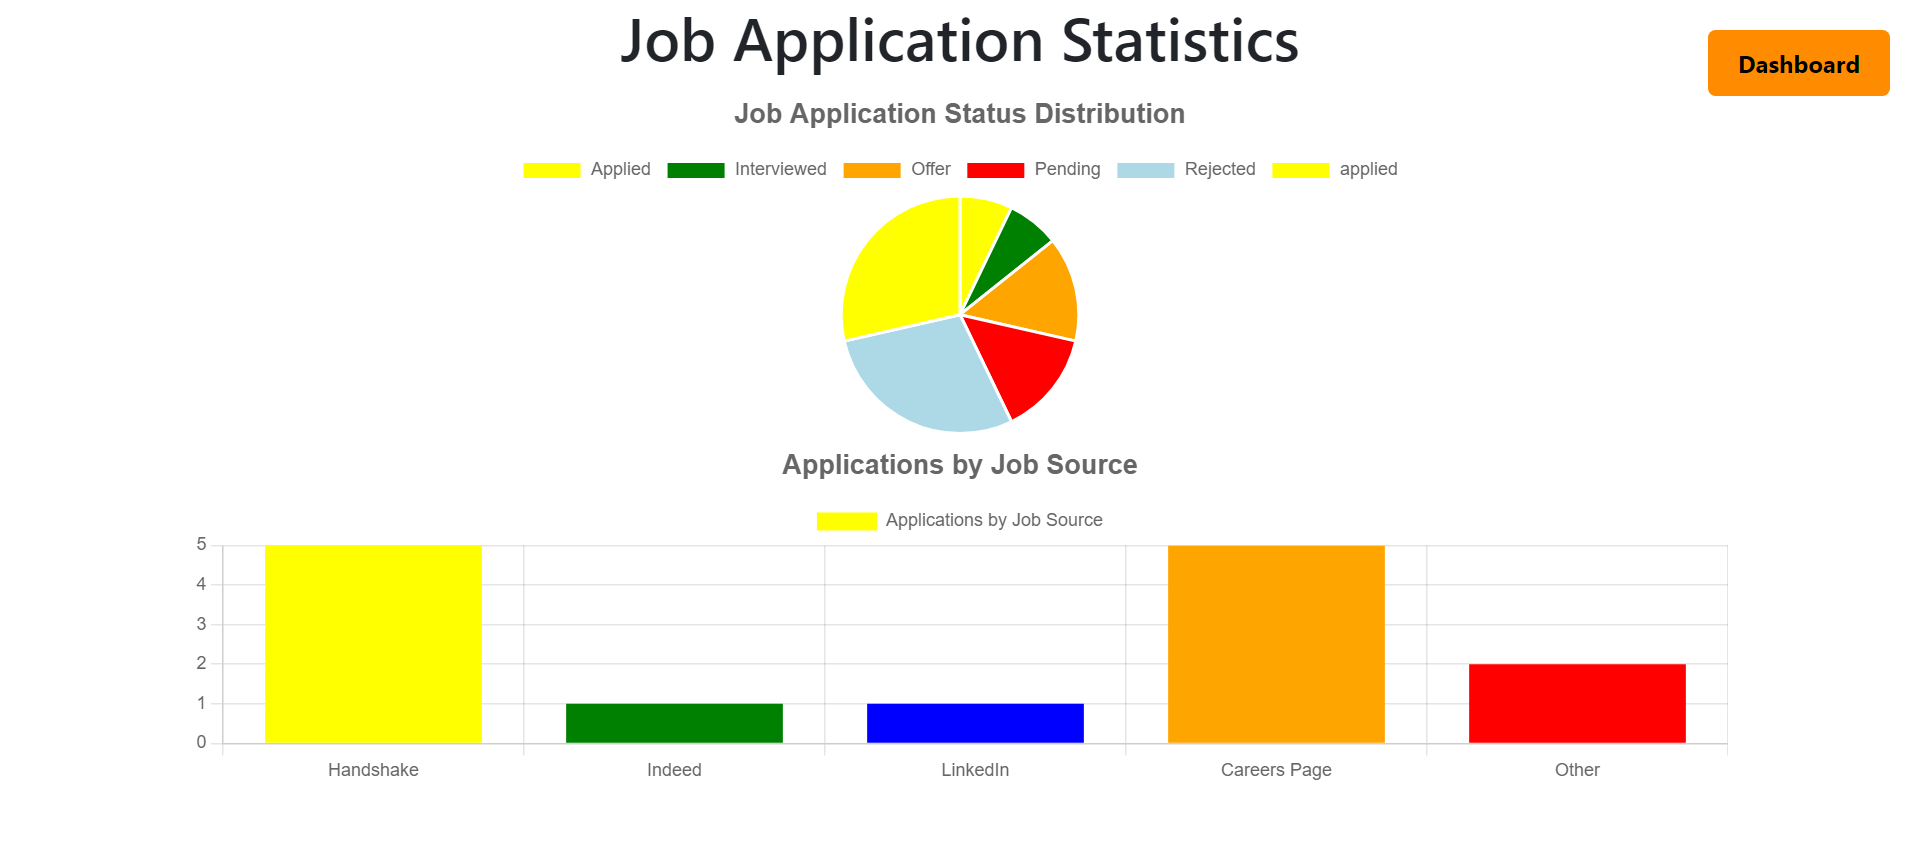 Job Application Statistics
Dashboard
Job Application Status Distribution
Applied Interviewed Offer Pending Rejected applied
Applications by Job Source
Applications by Job Source
5
4
3
2
1
0
Handshake Indeed LinkedIn Careers Page Other